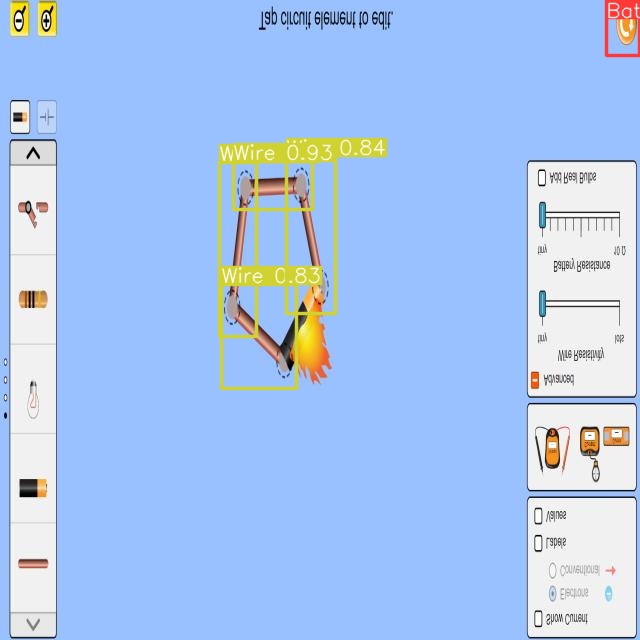 Tap circuit element to edit.
Bat
WWire 0.93
0.84
Wire 0.83
Add Real Bulbs
tiny
10 Ω
Battery Resistance
tiny
lots
Wire Resistivity
Advanced
Values
Labels
Conventional
Electrons
Show Current